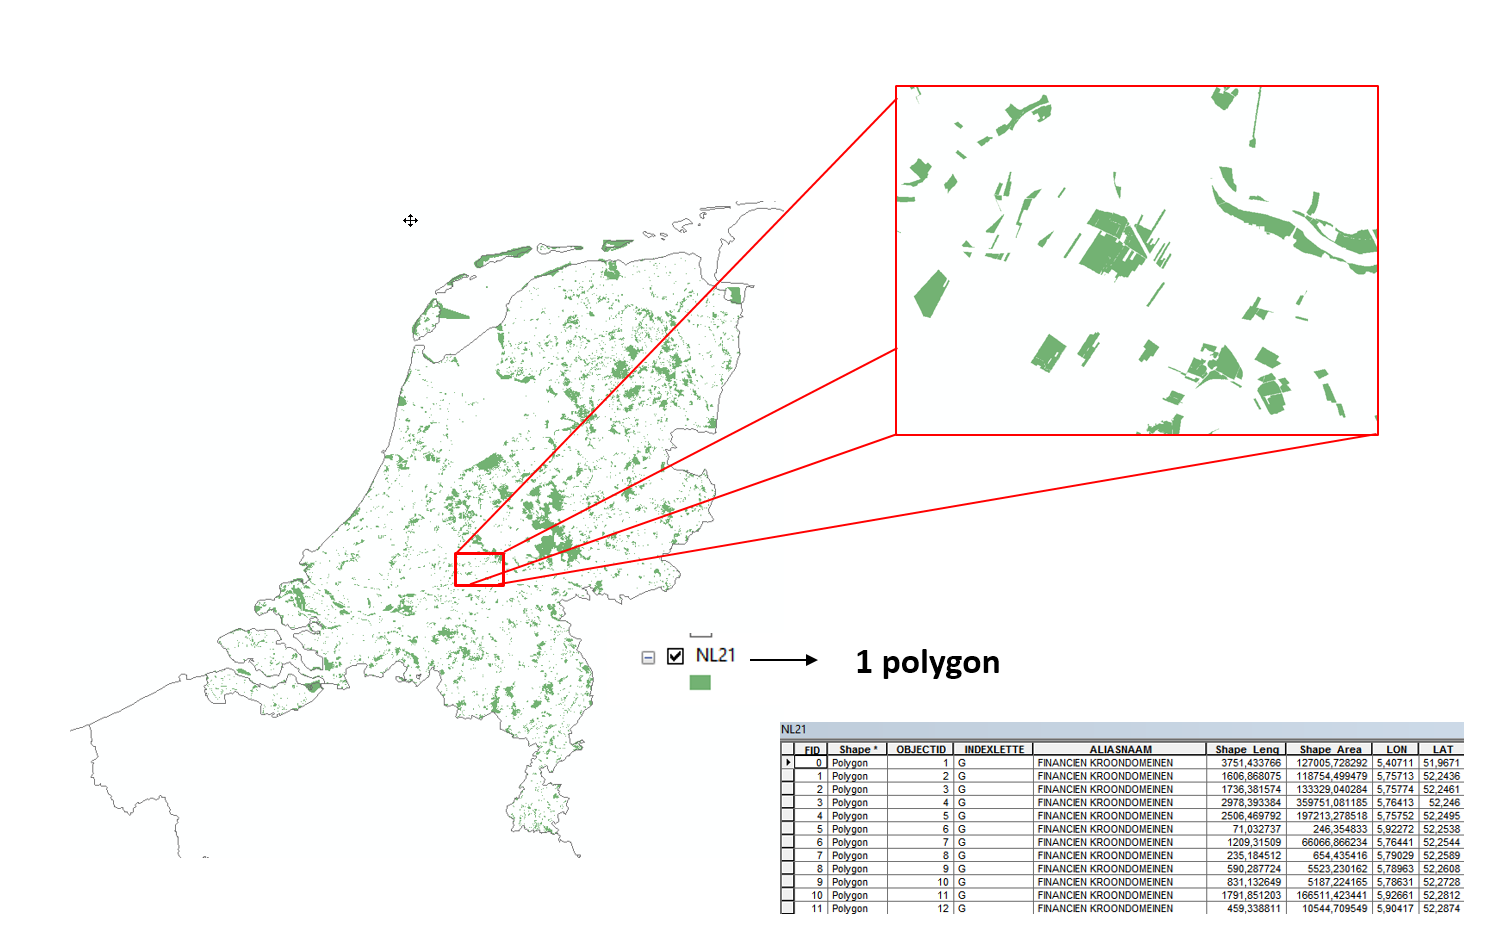 NL21
1 polygon
NL21
FID Shape * OBJECTID INDEXLETTE ALIASNAAM Shape_Leng Shape_Area LON LAT
0 Polygon 1 G FINANCIEN KROONDOMEINEN 3751,433766 127005,728292 5,40711 51,9671
1 Polygon 2 G FINANCIEN KROONDOMEINEN 1606,868075 118754,499479 5,75713 52,2436
2 Polygon 3 G FINANCIEN KROONDOMEINEN 1736,381574 133329,040284 5,75774 52,2461
3 Polygon 4 G FINANCIEN KROONDOMEINEN 2978,393384 359751,081185 5,76413 52,246
4 Polygon 5 G FINANCIEN KROONDOMEINEN 2506,469792 197213,278518 5,75752 52,2495
5 Polygon 6 G FINANCIEN KROONDOMEINEN 71,032737 246,354833 5,92272 52,2538
6 Polygon 7 G FINANCIEN KROONDOMEINEN 1209,31509 66066,866234 5,76441 52,2544
7 Polygon 8 G FINANCIEN KROONDOMEINEN 235,184512 654,435416 5,79029 52,2589
8 Polygon 9 G FINANCIEN KROONDOMEINEN 590,287724 5523,230162 5,78963 52,2608
9 Polygon 10 G FINANCIEN KROONDOMEINEN 831,132649 5187,224165 5,78631 52,2728
10 Polygon 11 G FINANCIEN KROONDOMEINEN 1791,851203 166511,423441 5,92661 52,2812
11 Polygon 12 G FINANCIEN KROONDOMEINEN 459,338811 10544,709549 5,90417 52,2874